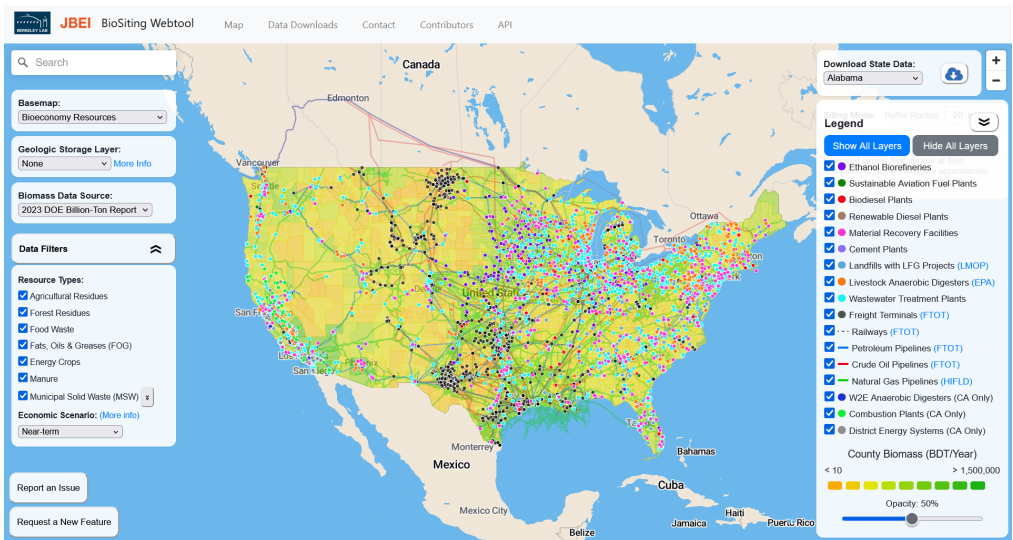 BERKELEY LAB
JBEI BioSiting Webtool Map Data Downloads Contact Contributors API
Search
Basemap:
Bioeconomy Resources
Geologic Storage Layer:
None More Info
Biomass Data Source:
2023 DOE Billion-Ton Report
Data Filters
Resource Types:
Agricultural Residues
Forest Residues
Food Waste
Fats, Oils & Greases (FOG)
Energy Crops
Manure
Municipal Solid Waste (MSW)
Economic Scenario: (More info)
Near-term
Report an Issue
Request a New Feature
Canada
Edmonton
Vancouver
Seattle
Ottawa
Toronto
United States
Phoenix
Monterrey
Mexico
Mexico City
Bahamas
Cuba
Haiti
Jamaica
Puerto Rico
Belize
Download State Data:
Alabama
+
−
Siting Mode: Buffer Radius: 20
Legend
Show All Layers Hide All Layers
approximate
Ethanol Biorefineries
Sustainable Aviation Fuel Plants
Biodiesel Plants
Renewable Diesel Plants
Material Recovery Facilities
Cement Plants
Landfills with LFG Projects (LMOP)
Livestock Anaerobic Digesters (EPA)
Wastewater Treatment Plants
Freight Terminals (FTOT)
Railways (FTOT)
Petroleum Pipelines (FTOT)
Crude Oil Pipelines (FTOT)
Natural Gas Pipelines (HIFLD)
W2E Anaerobic Digesters (CA Only)
Combustion Plants (CA Only)
District Energy Systems (CA Only)
County Biomass (BDT/Year)
< 10 > 1,500,000
Opacity: 50%